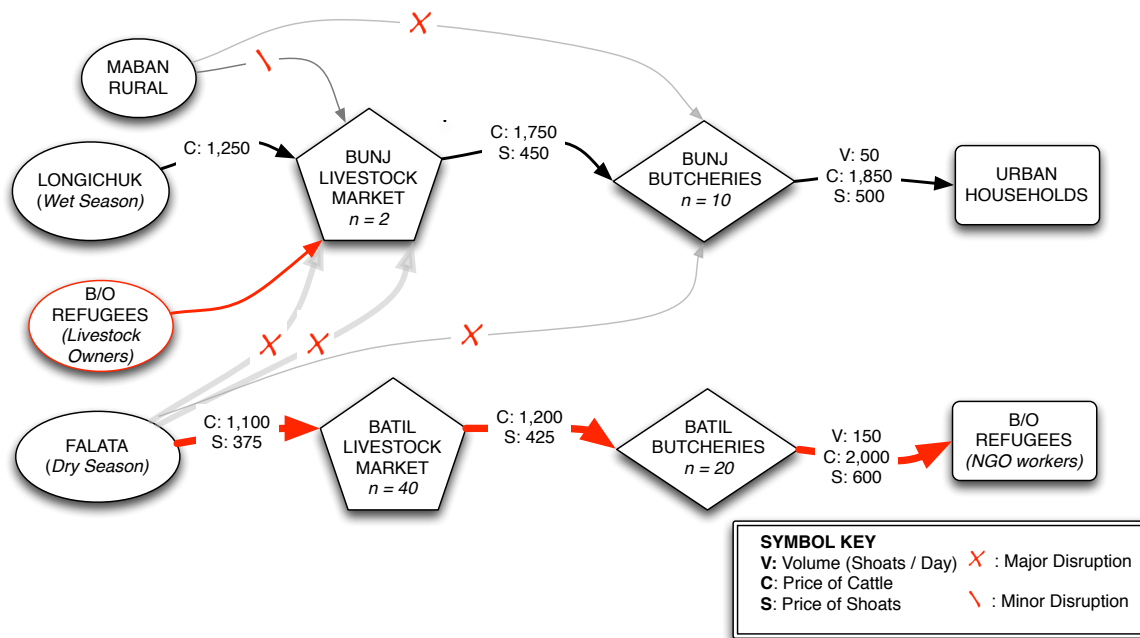 MABAN
RURAL
C: 1,250
LONGICHUK
(Wet Season)
BUNJ
LIVESTOCK
MARKET
n = 2
C: 1,750
S: 450
BUNJ
BUTCHERIES
n = 10
V: 50
C: 1,850
S: 500
URBAN
HOUSEHOLDS
B/O
REFUGEES
(Livestock
Owners)
FALATA
(Dry Season)
C: 1,100
S: 375
BATIL
LIVESTOCK
MARKET
n = 40
C: 1,200
S: 425
BATIL
BUTCHERIES
n = 20
V: 150
C: 2,000
S: 600
B/O
REFUGEES
(NGO workers)
SYMBOL KEY
V: Volume (Shoats / Day)
C: Price of Cattle
S: Price of Shoats
X : Major Disruption
\ : Minor Disruption